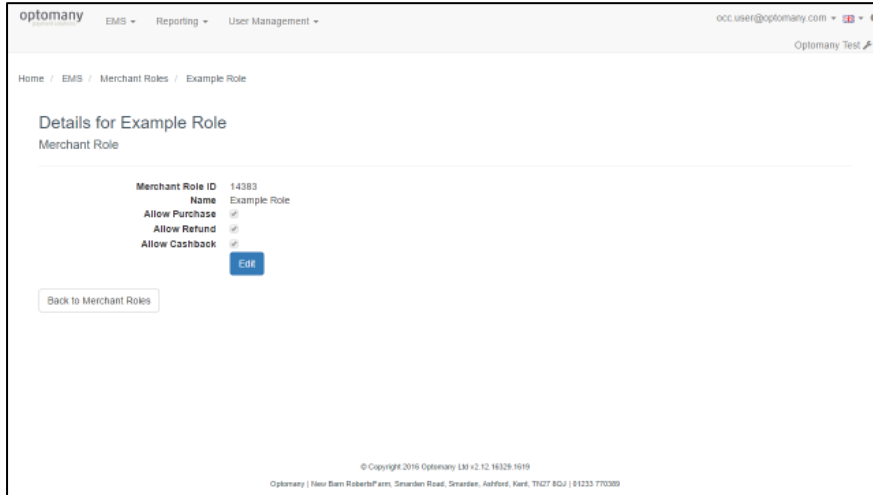 optomany
EMS Reporting User Management
occ.user@optomany.com
Optomany Test
Home / EMS / Merchant Roles / Example Role
Details for Example Role
Merchant Role
Merchant Role ID 14383
Name Example Role
Allow Purchase
Allow Refund
Allow Cashback
Edit
Back to Merchant Roles
© Copyright 2016 Optomany Ltd v2.12.16329.1619
Optomany | New Barn RobertsFarm, Smarden Road, Smarden, Ashford, Kent, TN27 8QJ | 01233 770389